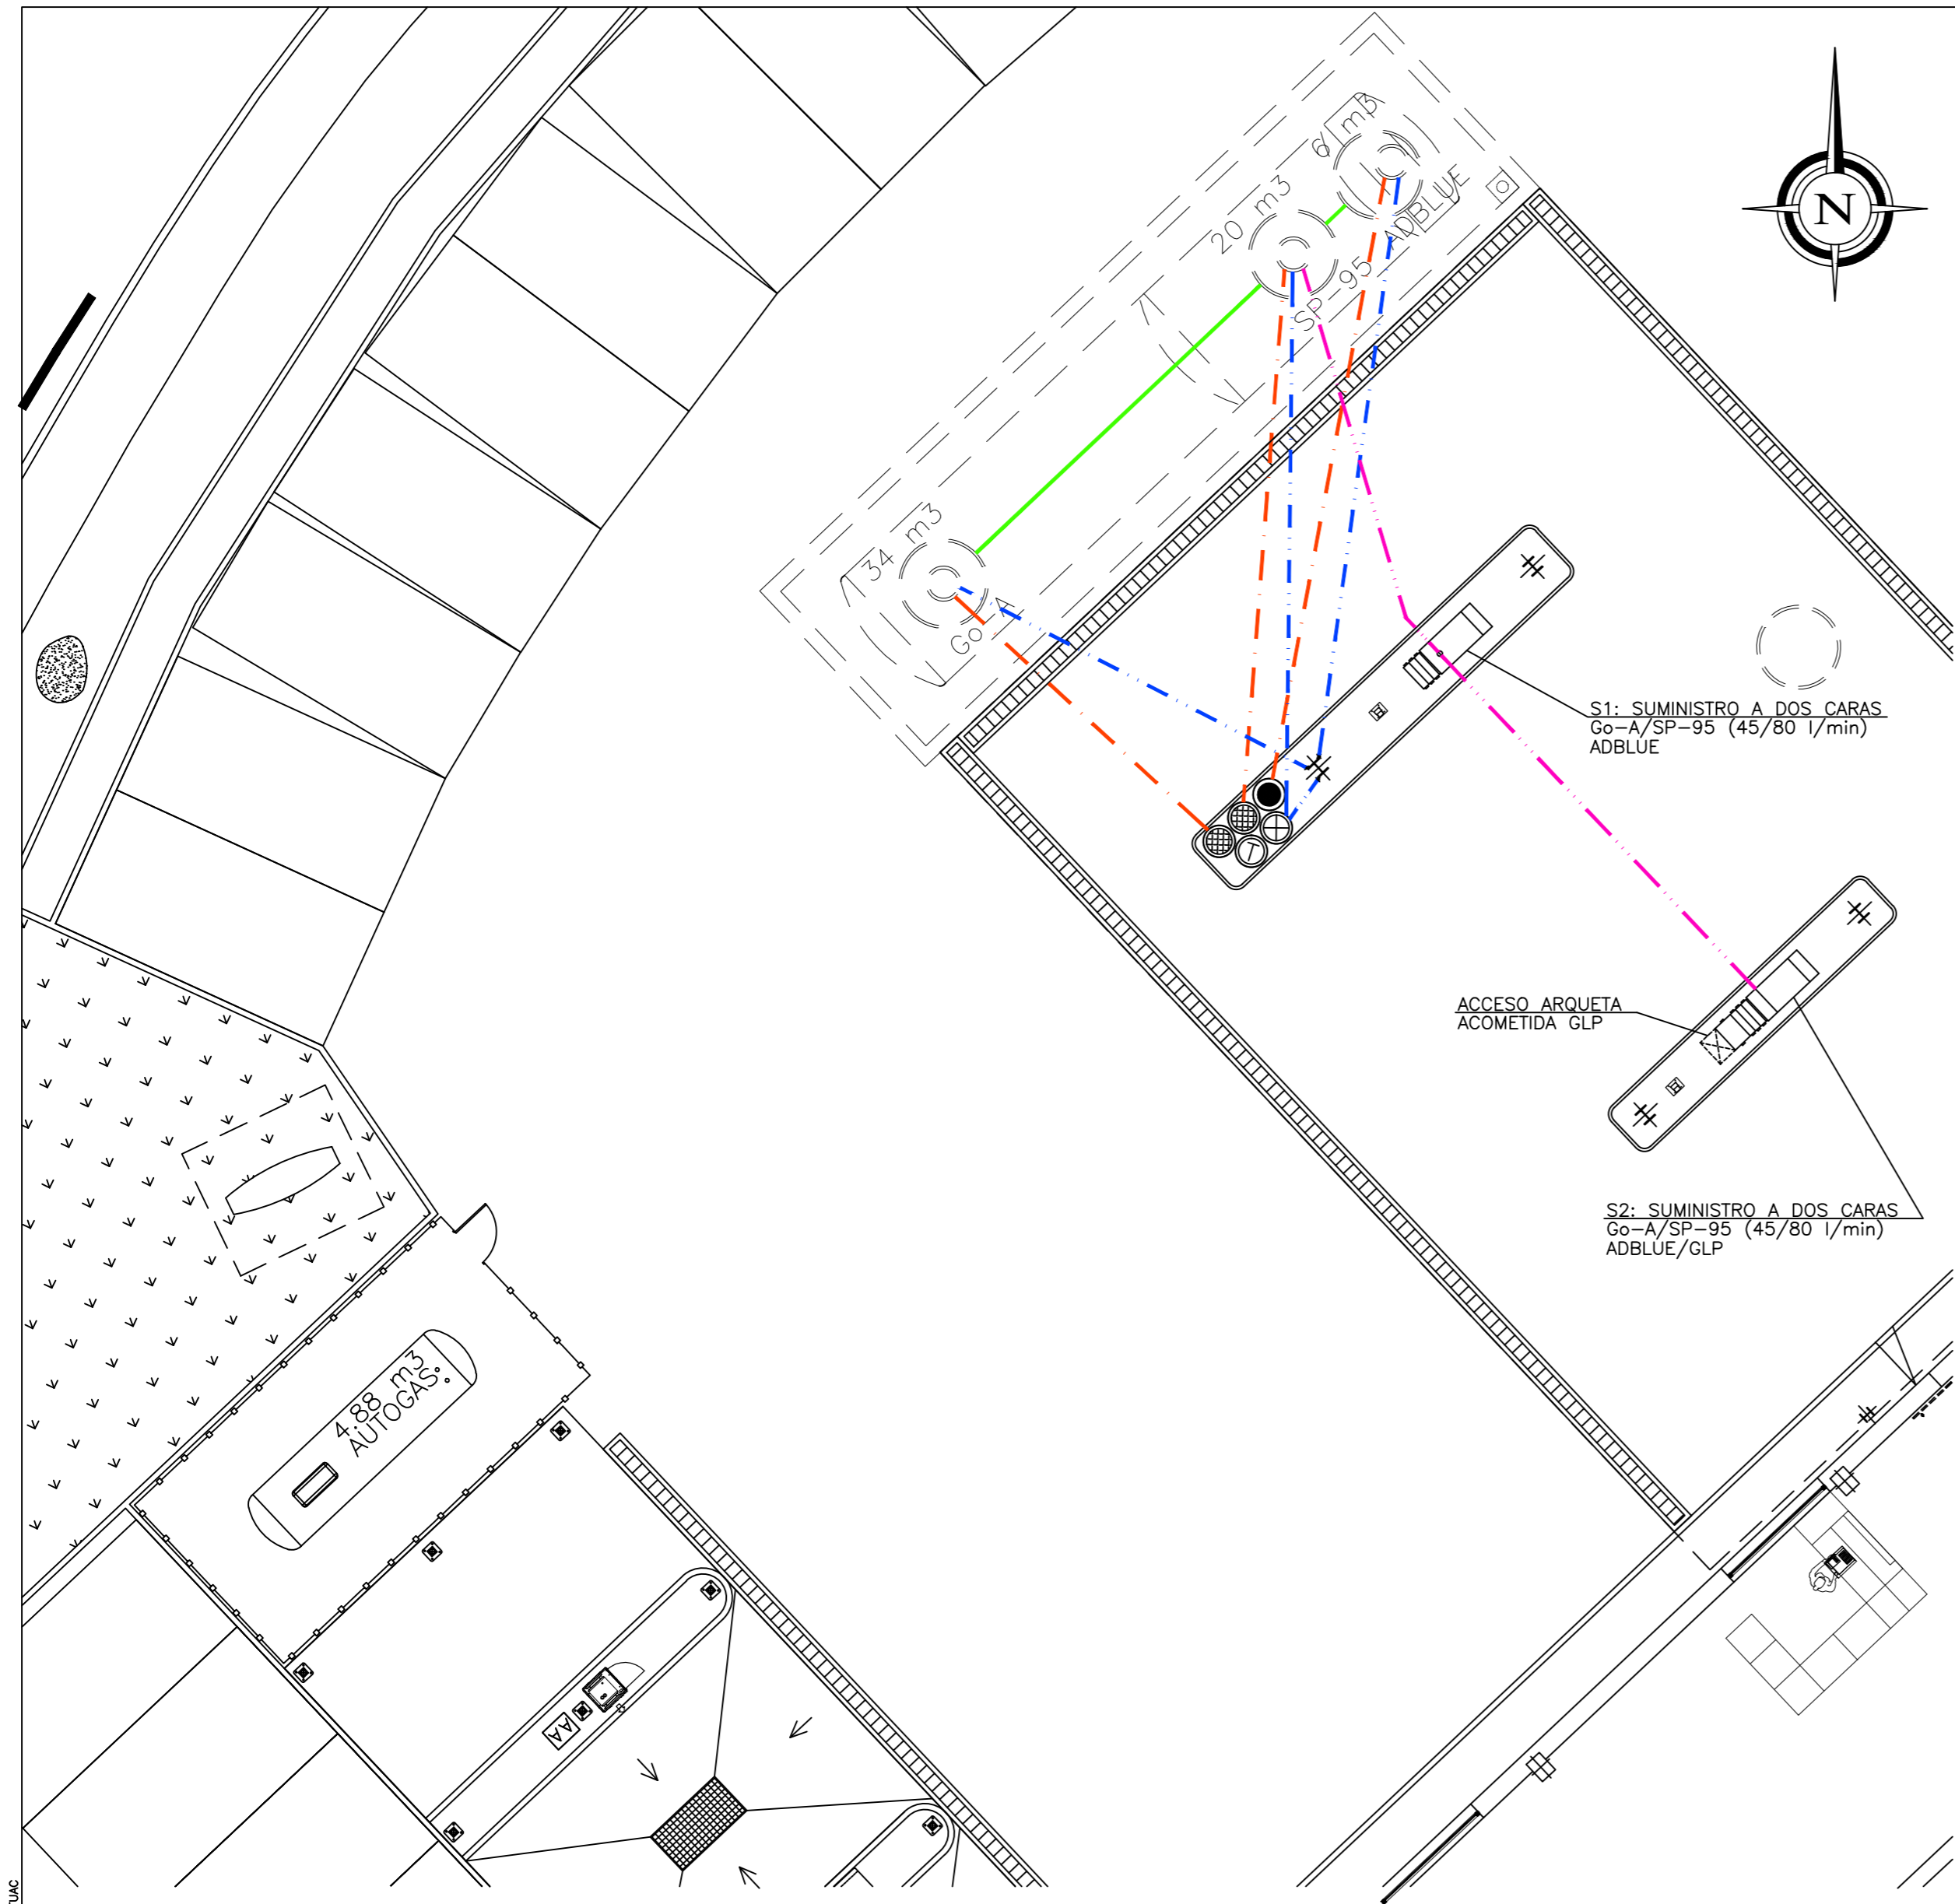 6 m3
ADBLUE
20 m3
SP-95
34 m3
Go-A
N
S1: SUMINISTRO A DOS CARAS
Go-A/SP-95 (45/80 l/min)
ADBLUE
ACCESO ARQUETA
ACOMETIDA GLP
S2: SUMINISTRO A DOS CARAS
Go-A/SP-95 (45/80 l/min)
ADBLUE/GLP
T
4.88 m3
AUTOGAS
AA
TUAC